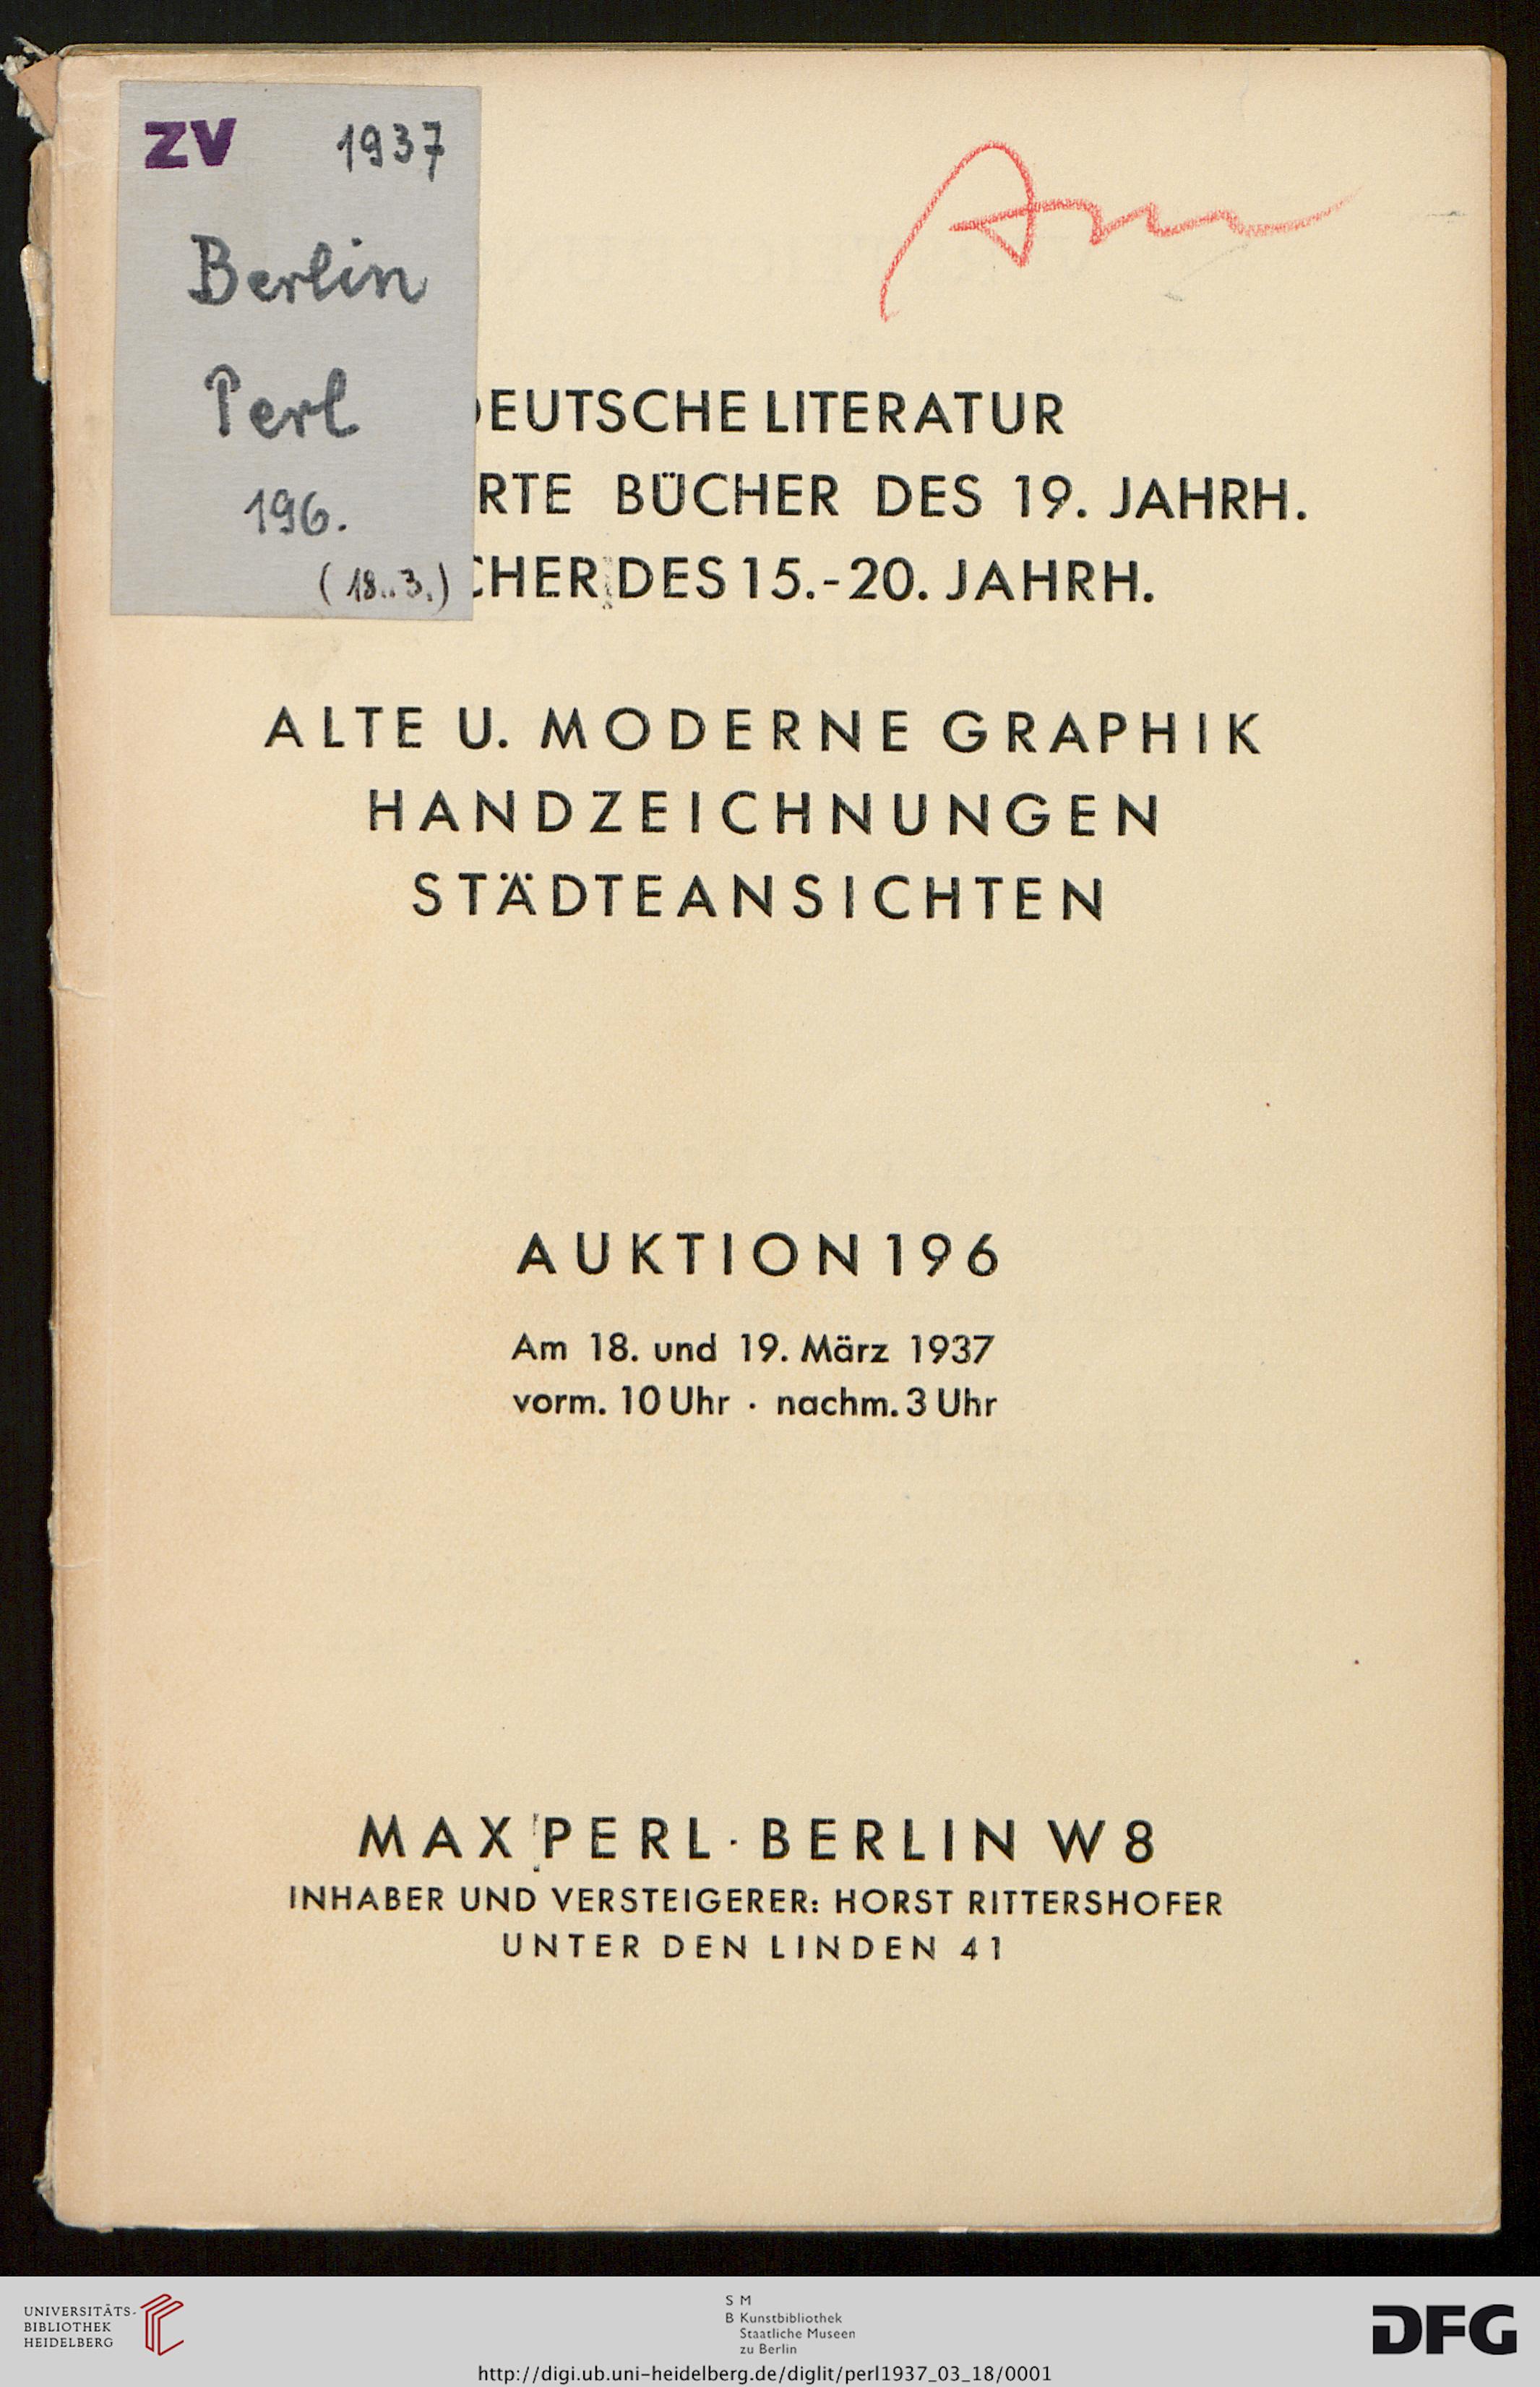 ZV 1937
Berlin
Perl
196.
(18..3.)
DEUTSCHE LITERATUR
RTE BÜCHER DES 19. JAHRH.
CHER DES 15.-20. JAHRH.
ALTE U. MODERNE GRAPHIK
HANDZEICHNUNGEN
STÄDTEANSICHTEN
AUKTION 196
Am 18. und 19. März 1937
vorm. 10 Uhr · nachm. 3 Uhr
MAX PERL · BERLIN W 8
INHABER UND VERSTEIGERER: HORST RITTERSHOFER
UNTER DEN LINDEN 41
UNIVERSITÄTS-
BIBLIOTHEK
HEIDELBERG
S M
B Kunstbibliothek
Staatliche Museen
zu Berlin
DFG
http://digi.ub.uni-heidelberg.de/diglit/perl1937_03_18/0001